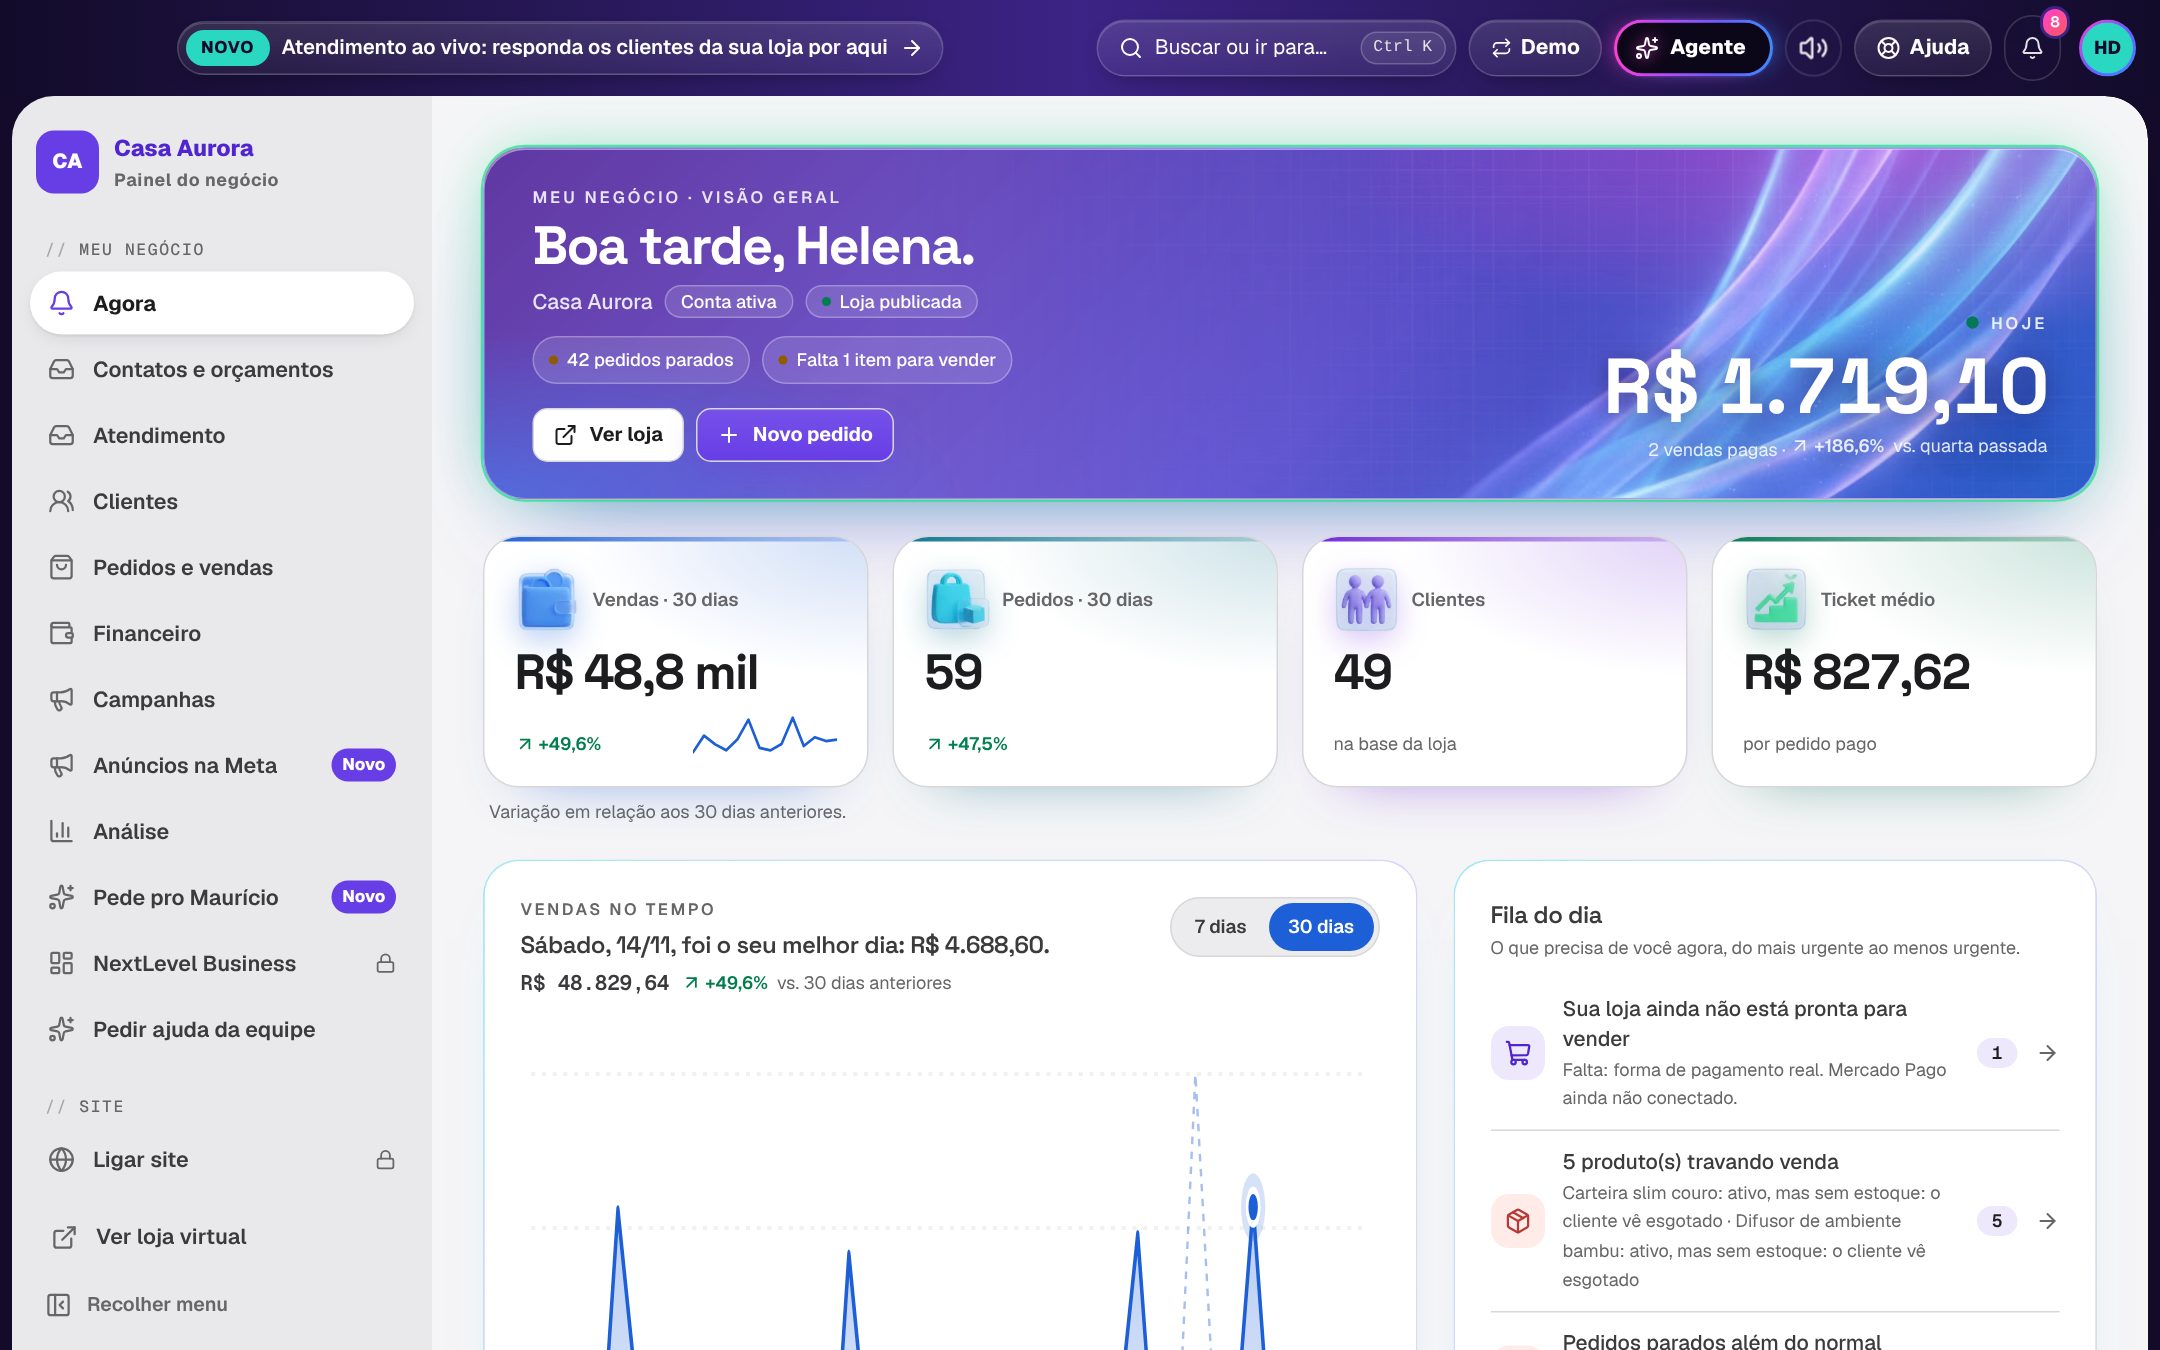 NOVO Atendimento ao vivo: responda os clientes da sua loja por aqui
Buscar ou ir para... Ctrl K
Demo
Agente
Ajuda
8
HD
CA
Casa Aurora
Painel do negócio
// MEU NEGÓCIO
Agora
Contatos e orçamentos
Atendimento
Clientes
Pedidos e vendas
Financeiro
Campanhas
Anúncios na Meta Novo
Análise
Pede pro Maurício Novo
NextLevel Business
Pedir ajuda da equipe
// SITE
Ligar site
Ver loja virtual
Recolher menu
MEU NEGÓCIO · VISÃO GERAL
Boa tarde, Helena.
Casa Aurora Conta ativa Loja publicada
42 pedidos parados Falta 1 item para vender
Ver loja Novo pedido
HOJE
R$ 1.719,10
2 vendas pagas · +186,6% vs. quarta passada
Vendas · 30 dias
R$ 48,8 mil
+49,6%
Pedidos · 30 dias
59
+47,5%
Clientes
49
na base da loja
Ticket médio
R$ 827,62
por pedido pago
Variação em relação aos 30 dias anteriores.
VENDAS NO TEMPO
Sábado, 14/11, foi o seu melhor dia: R$ 4.688,60.
R$ 48.829,64 +49,6% vs. 30 dias anteriores
7 dias 30 dias
Fila do dia
O que precisa de você agora, do mais urgente ao menos urgente.
Sua loja ainda não está pronta para
vender
Falta: forma de pagamento real. Mercado Pago
ainda não conectado.
1
5 produto(s) travando venda
Carteira slim couro: ativo, mas sem estoque: o
cliente vê esgotado · Difusor de ambiente
bambu: ativo, mas sem estoque: o cliente vê
esgotado
5
Pedidos parados além do normal